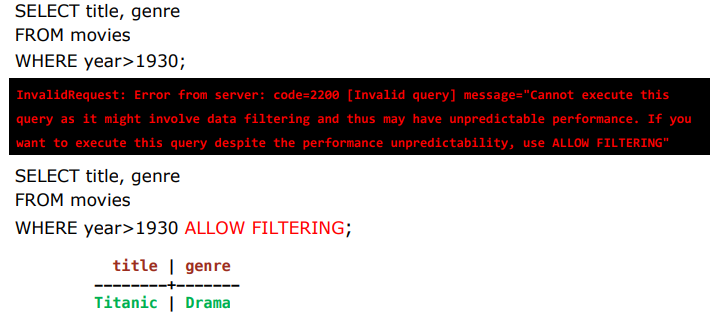 SELECT title, genre
FROM movies
WHERE year>1930;
InvalidRequest: Error from server: code=2200 [Invalid query] message="Cannot execute this
query as it might involve data filtering and thus may have unpredictable performance. If you
want to execute this query despite the performance unpredictability, use ALLOW FILTERING"
SELECT title, genre
FROM movies
WHERE year>1930 ALLOW FILTERING;
title | genre
--------+-------
Titanic | Drama